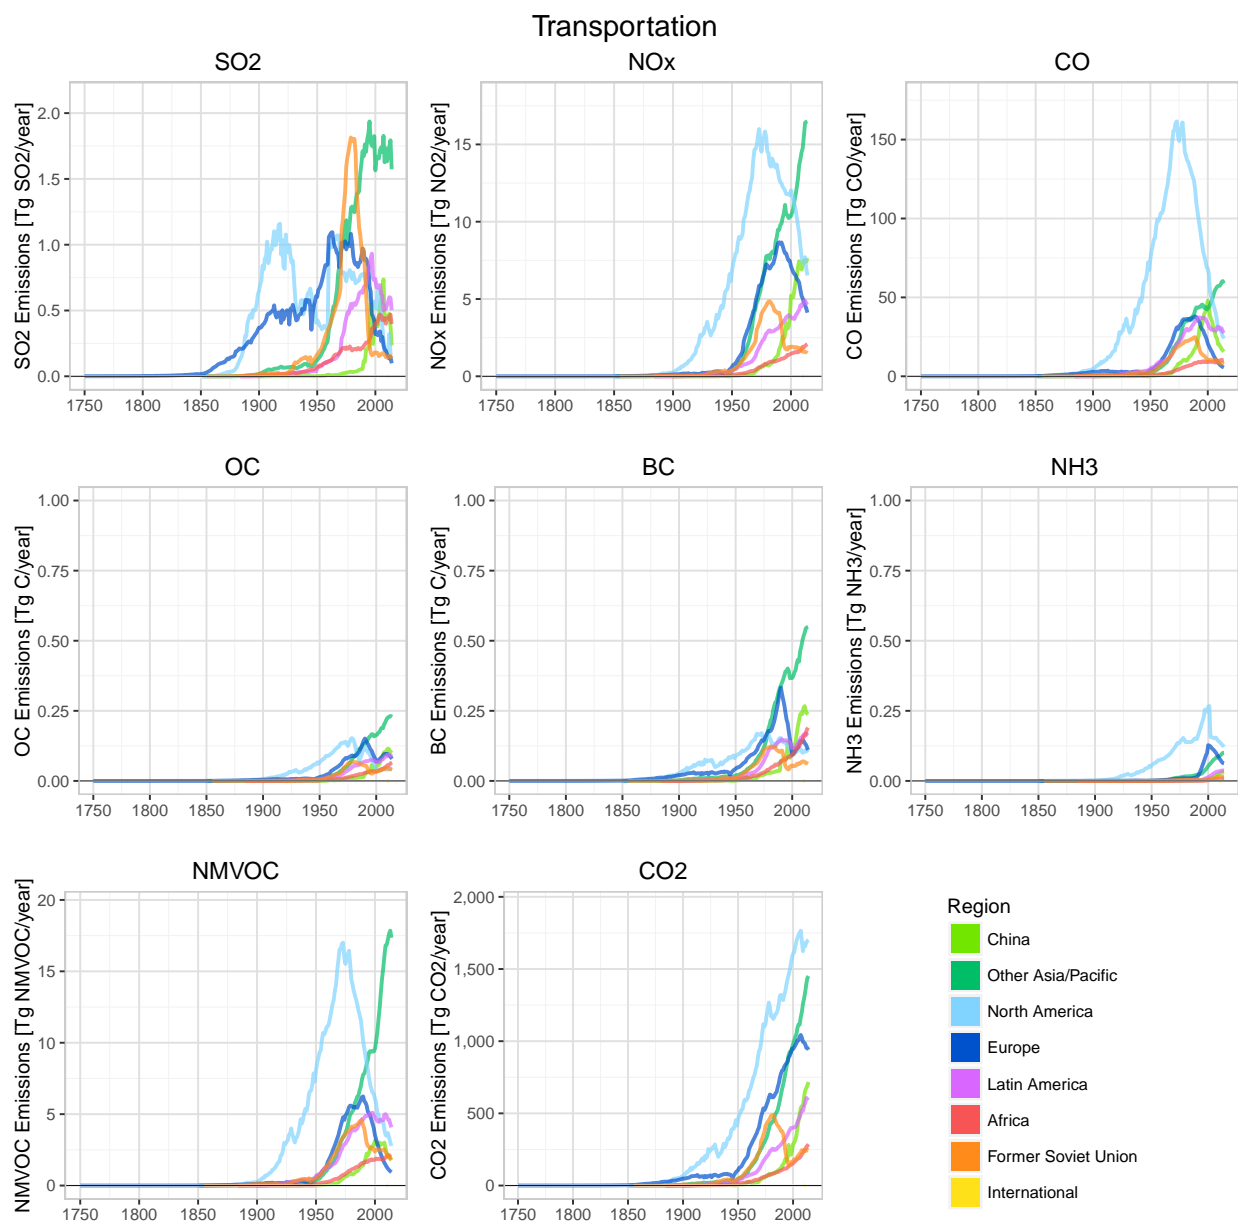 Transportation
SO2
NOx
CO
SO2 Emissions [Tg SO2/year]
2.0
1.5
1.0
0.5
0.0
1750 1800 1850 1900 1950 2000
NOx Emissions [Tg NO2/year]
15
10
5
0
1750 1800 1850 1900 1950 2000
CO Emissions [Tg CO/year]
150
100
50
0
1750 1800 1850 1900 1950 2000
OC
BC
NH3
OC Emissions [Tg C/year]
1.00
0.75
0.50
0.25
0.00
1750 1800 1850 1900 1950 2000
BC Emissions [Tg C/year]
1.00
0.75
0.50
0.25
0.00
1750 1800 1850 1900 1950 2000
NH3 Emissions [Tg NH3/year]
1.00
0.75
0.50
0.25
0.00
1750 1800 1850 1900 1950 2000
NMVOC
CO2
NMVOC Emissions [Tg NMVOC/year]
20
15
10
5
0
1750 1800 1850 1900 1950 2000
CO2 Emissions [Tg CO2/year]
2,000
1,500
1,000
500
0
1750 1800 1850 1900 1950 2000
Region
China
Other Asia/Pacific
North America
Europe
Latin America
Africa
Former Soviet Union
International